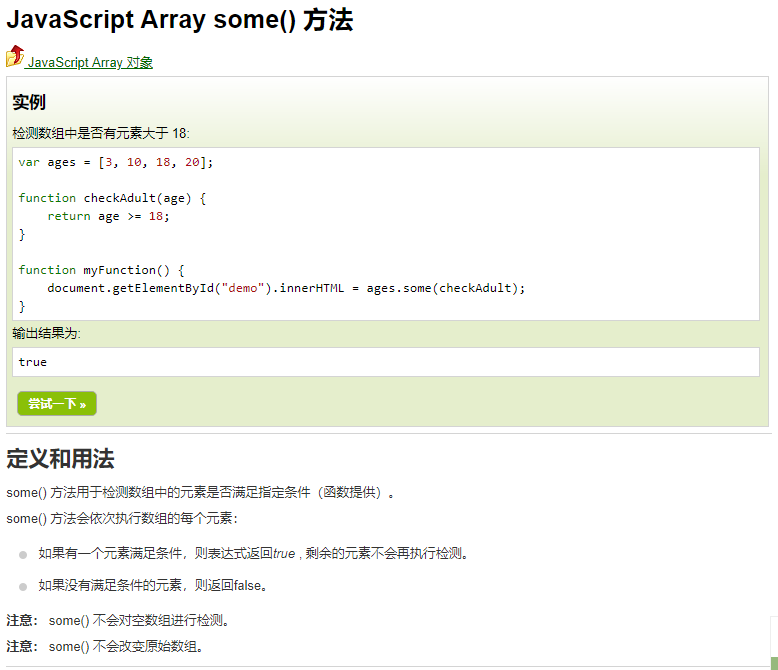 JavaScript Array some() 方法
JavaScript Array 对象
实例
检测数组中是否有元素大于 18:
var ages = [3, 10, 18, 20];
function checkAdult(age) {
    return age >= 18;
}
function myFunction() {
    document.getElementById("demo").innerHTML = ages.some(checkAdult);
}
输出结果为:
true
尝试一下 »
定义和用法
some() 方法用于检测数组中的元素是否满足指定条件（函数提供）。
some() 方法会依次执行数组的每个元素：
如果有一个元素满足条件，则表达式返回true , 剩余的元素不会再执行检测。
如果没有满足条件的元素，则返回false。
注意： some() 不会对空数组进行检测。
注意： some() 不会改变原始数组。